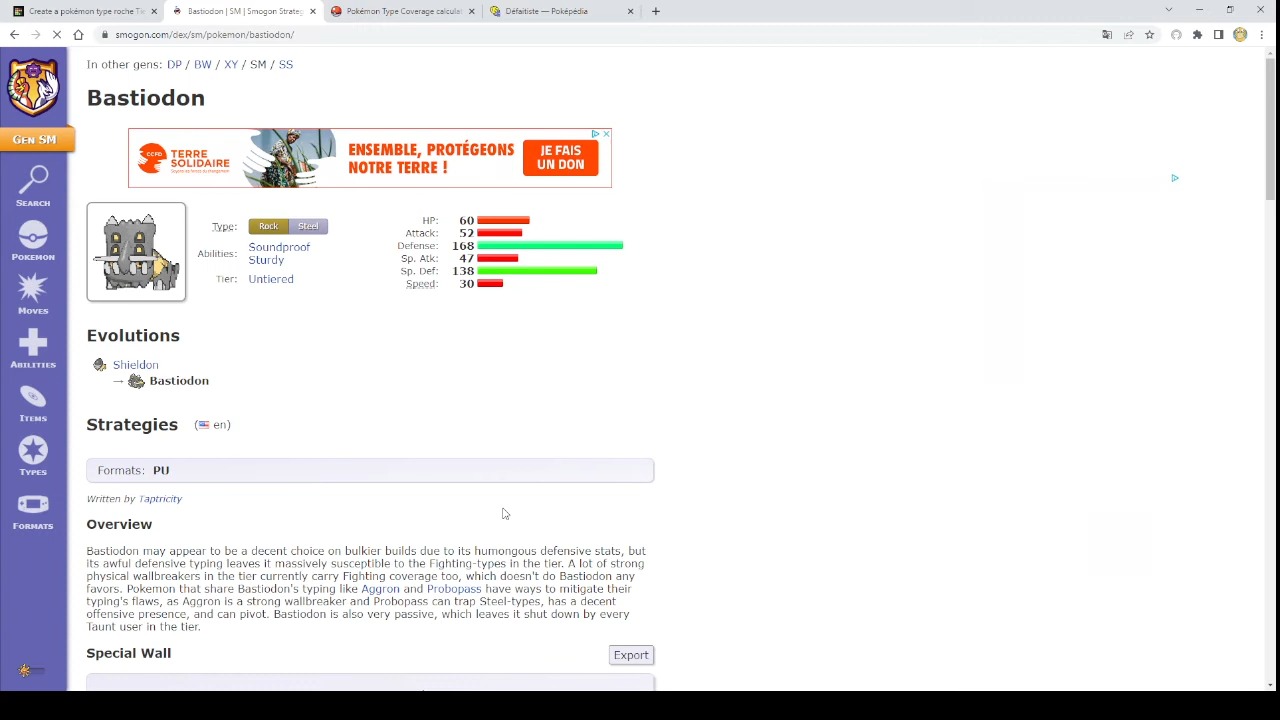 Create a pokémon type roche Tie
Bastiodon | SM | Smogon Strateg
Pokémon Type Coverage calculat
Défaitiste — Poképédia
smogon.com/dex/sm/pokemon/bastiodon/
In other gens: DP / BW / XY / SM / SS
Bastiodon
GEN SM
SEARCH
POKEMON
MOVES
ABILITIES
ITEMS
TYPES
FORMATS
CCFD
TERRE
SOLIDAIRE
ENSEMBLE, PROTÉGEONS
NOTRE TERRE !
JE FAIS
UN DON
Type: Rock Steel
Abilities: Soundproof
Sturdy
Tier: Untiered
HP: 60
Attack: 52
Defense: 168
Sp. Atk: 47
Sp. Def: 138
Speed: 30
Evolutions
Shieldon
→ Bastiodon
Strategies (en)
Formats: PU
Written by Taptricity
Overview
Bastiodon may appear to be a decent choice on bulkier builds due to its humongous defensive stats, but
its awful defensive typing leaves it massively susceptible to the Fighting-types in the tier. A lot of strong
physical wallbreakers in the tier currently carry Fighting coverage too, which doesn't do Bastiodon any
favors. Pokemon that share Bastiodon's typing like Aggron and Probopass have ways to mitigate their
typing's flaws, as Aggron is a strong wallbreaker and Probopass can trap Steel-types, has a decent
offensive presence, and can pivot. Bastiodon is also very passive, which leaves it shut down by every
Taunt user in the tier.
Special Wall
Export